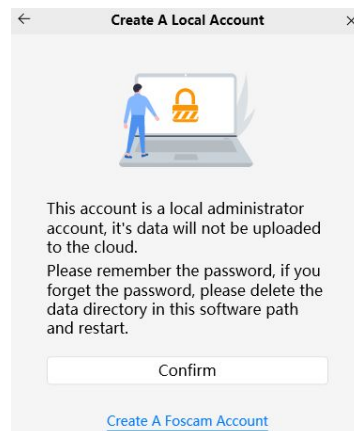 Create A Local Account
This account is a local administrator
account, it's data will not be uploaded
to the cloud.
Please remember the password, if you
forget the password, please delete the
data directory in this software path
and restart.
Confirm
Create A Foscam Account